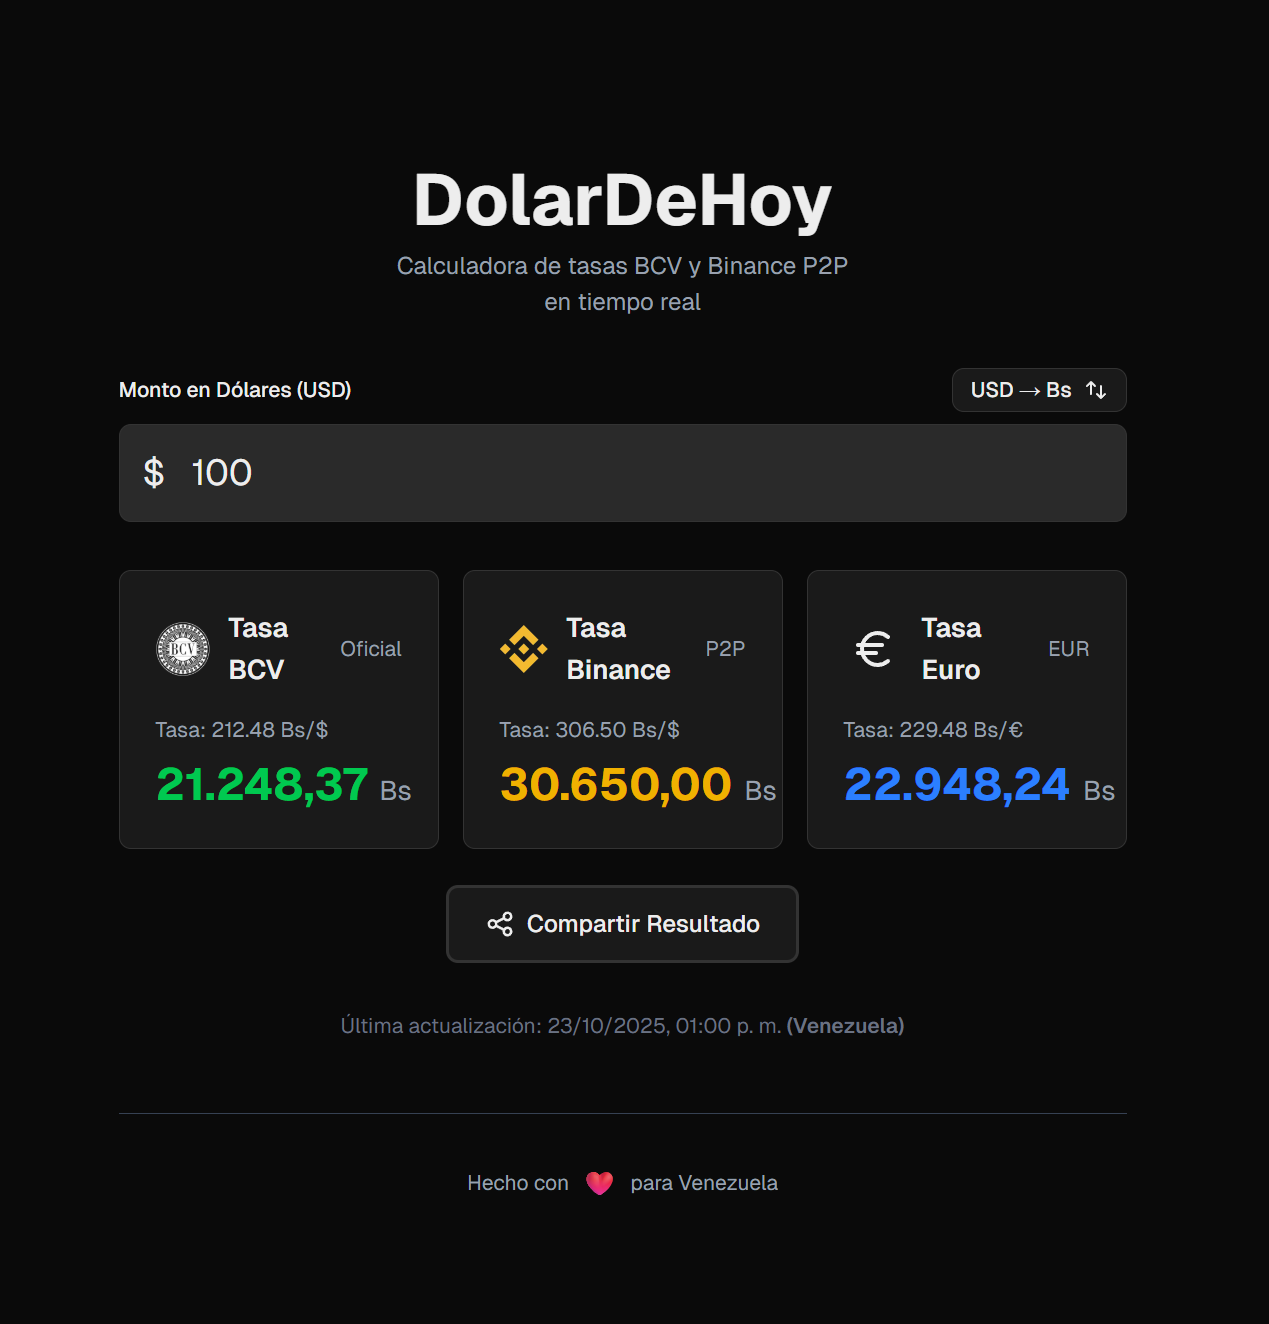 DolarDeHoy
Calculadora de tasas BCV y Binance P2P
en tiempo real
Monto en Dólares (USD)
USD → Bs
$ 100
BCV
Tasa
BCV
Oficial
Tasa: 212.48 Bs/$
21.248,37 Bs
Tasa
Binance
P2P
Tasa: 306.50 Bs/$
30.650,00 Bs
€
Tasa
Euro
EUR
Tasa: 229.48 Bs/€
22.948,24 Bs
Compartir Resultado
Última actualización: 23/10/2025, 01:00 p. m. (Venezuela)
Hecho con ❤️ para Venezuela